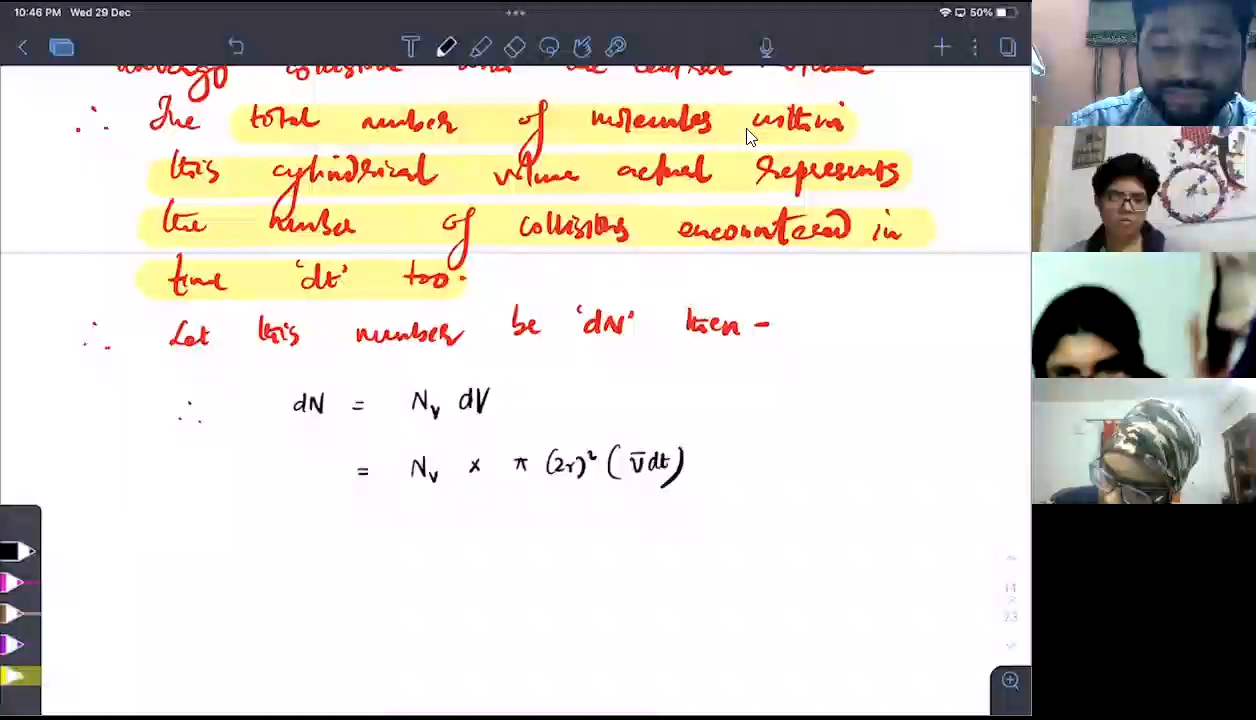 10:46 PM Wed 29 Dec
50%
∴ The total number of molecules within
this cylindrical volume actual represents
the number of collisions encountered in
time 'dt' too.
∴ Let this number be 'dN' then -
∴ dN = N_v dV
= N_v × π (2r)² ( v̄ dt)
14
23